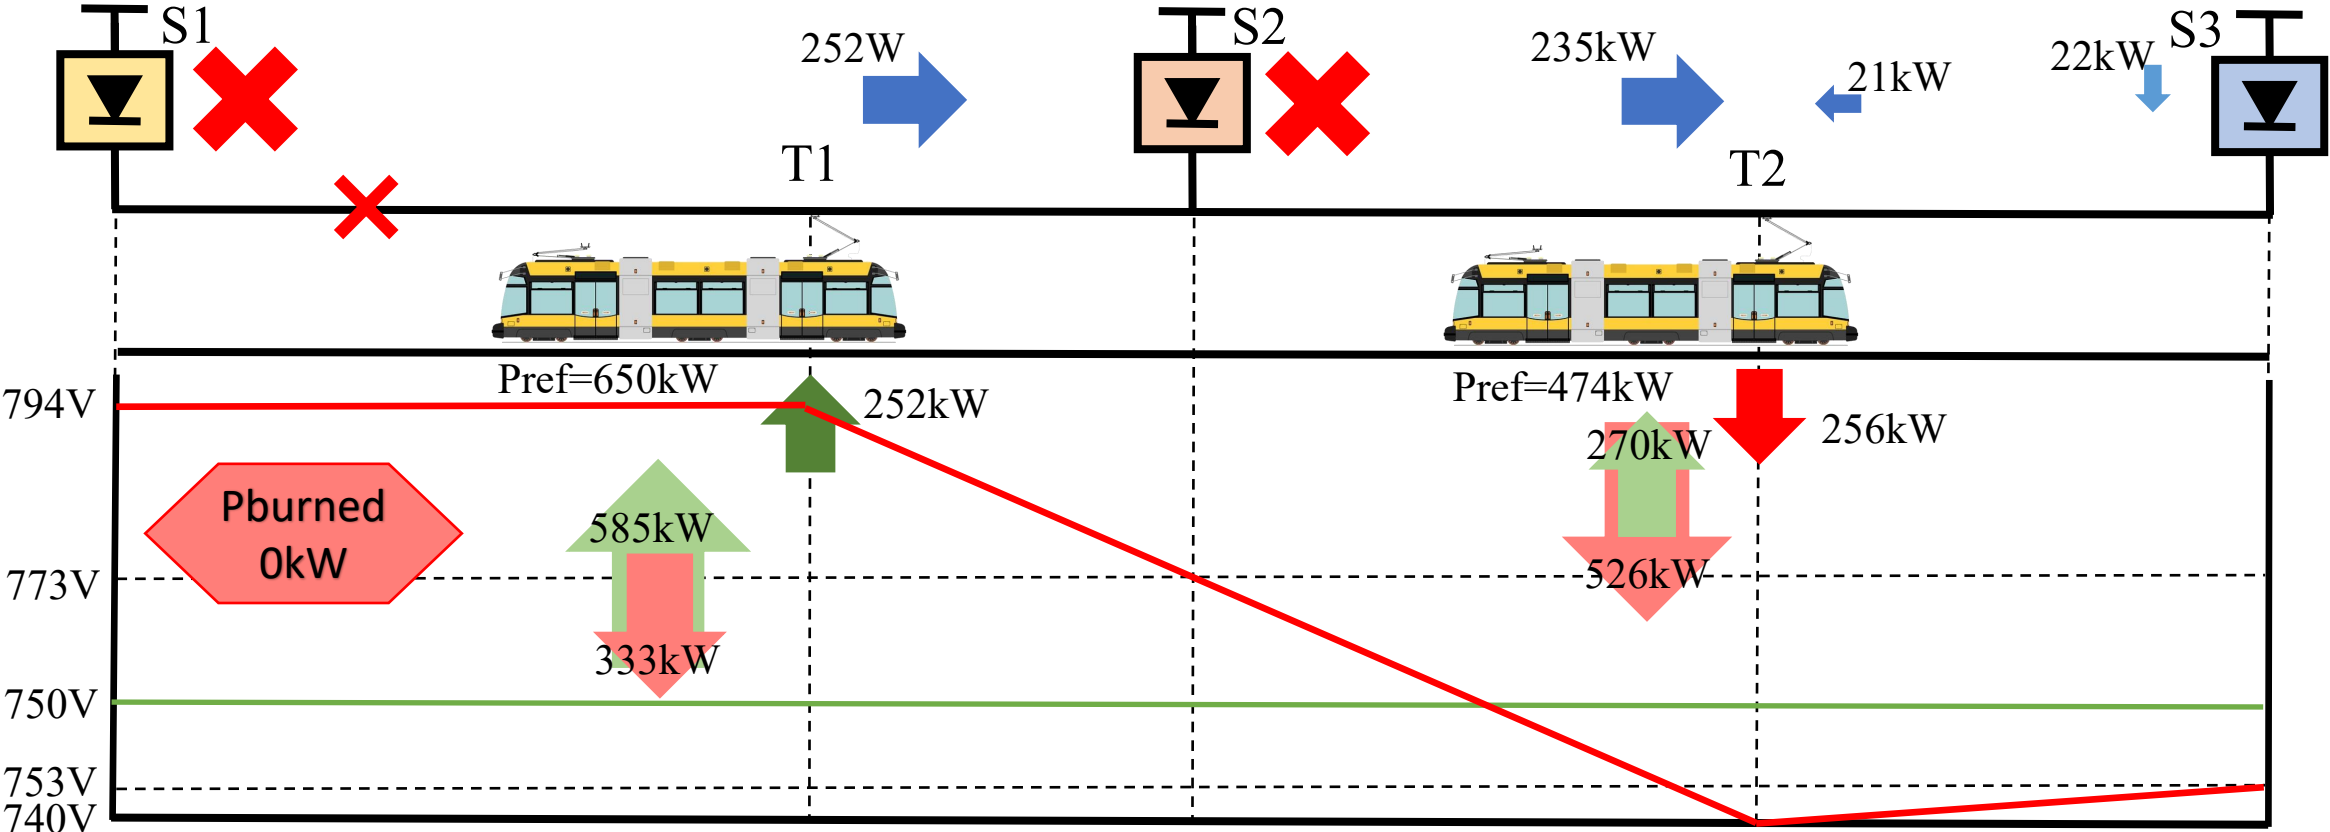 S1
S2
S3
252W
235kW
21kW
22kW
T1
T2
Pref=650kW
Pref=474kW
794V
252kW
270kW
256kW
Pburned
0kW
585kW
773V
526kW
333kW
750V
753V
740V